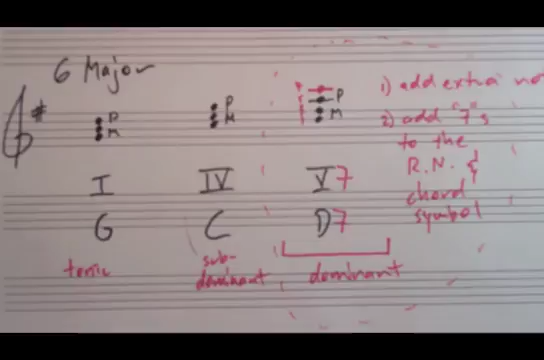 G Major
1) add extra no
P
M
P
M
P
M
2) add "7"s
to the
R.N. &
chord
symbol
I IV V7
G C D7
tonic
sub-
dominant
dominant